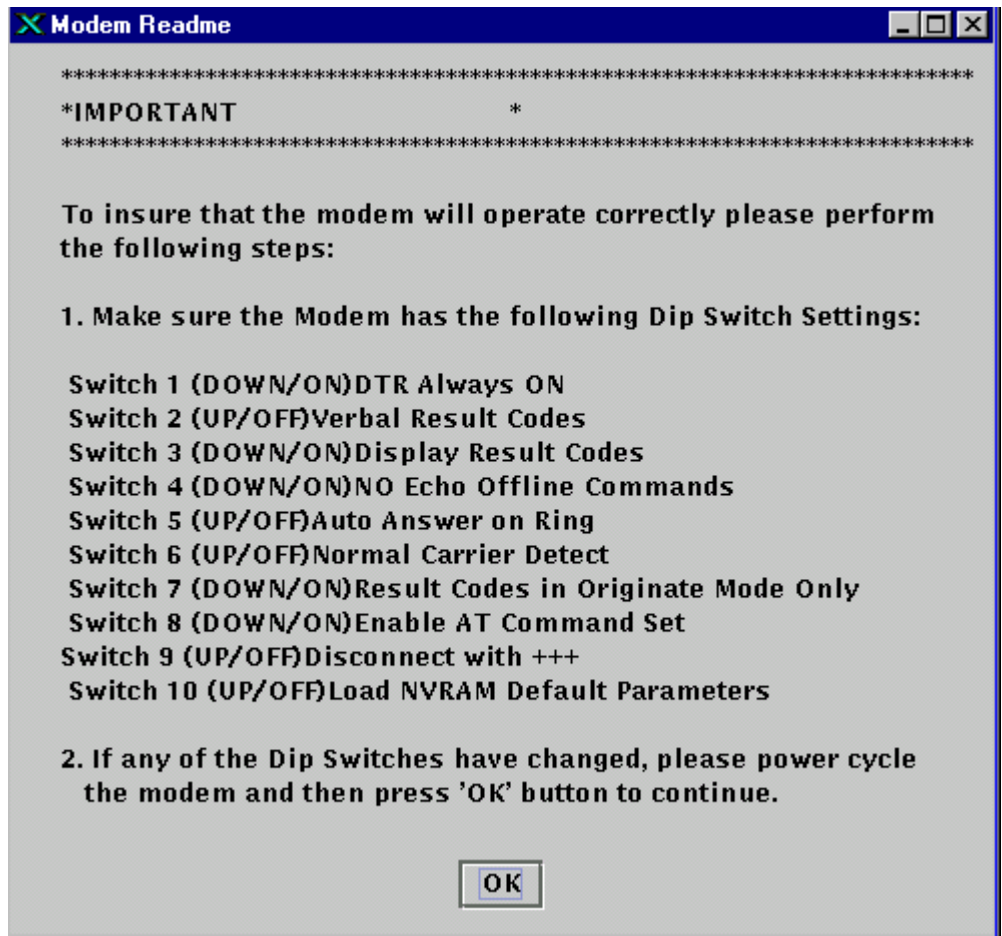 Modem Readme
****************************************************************************
*IMPORTANT *
****************************************************************************
To insure that the modem will operate correctly please perform
the following steps:
1. Make sure the Modem has the following Dip Switch Settings:
Switch 1 (DOWN/ON)DTR Always ON
Switch 2 (UP/OFF)Verbal Result Codes
Switch 3 (DOWN/ON)Display Result Codes
Switch 4 (DOWN/ON)NO Echo Offline Commands
Switch 5 (UP/OFF)Auto Answer on Ring
Switch 6 (UP/OFF)Normal Carrier Detect
Switch 7 (DOWN/ON)Result Codes in Originate Mode Only
Switch 8 (DOWN/ON)Enable AT Command Set
Switch 9 (UP/OFF)Disconnect with +++
Switch 10 (UP/OFF)Load NVRAM Default Parameters
2. If any of the Dip Switches have changed, please power cycle
the modem and then press 'OK' button to continue.
OK